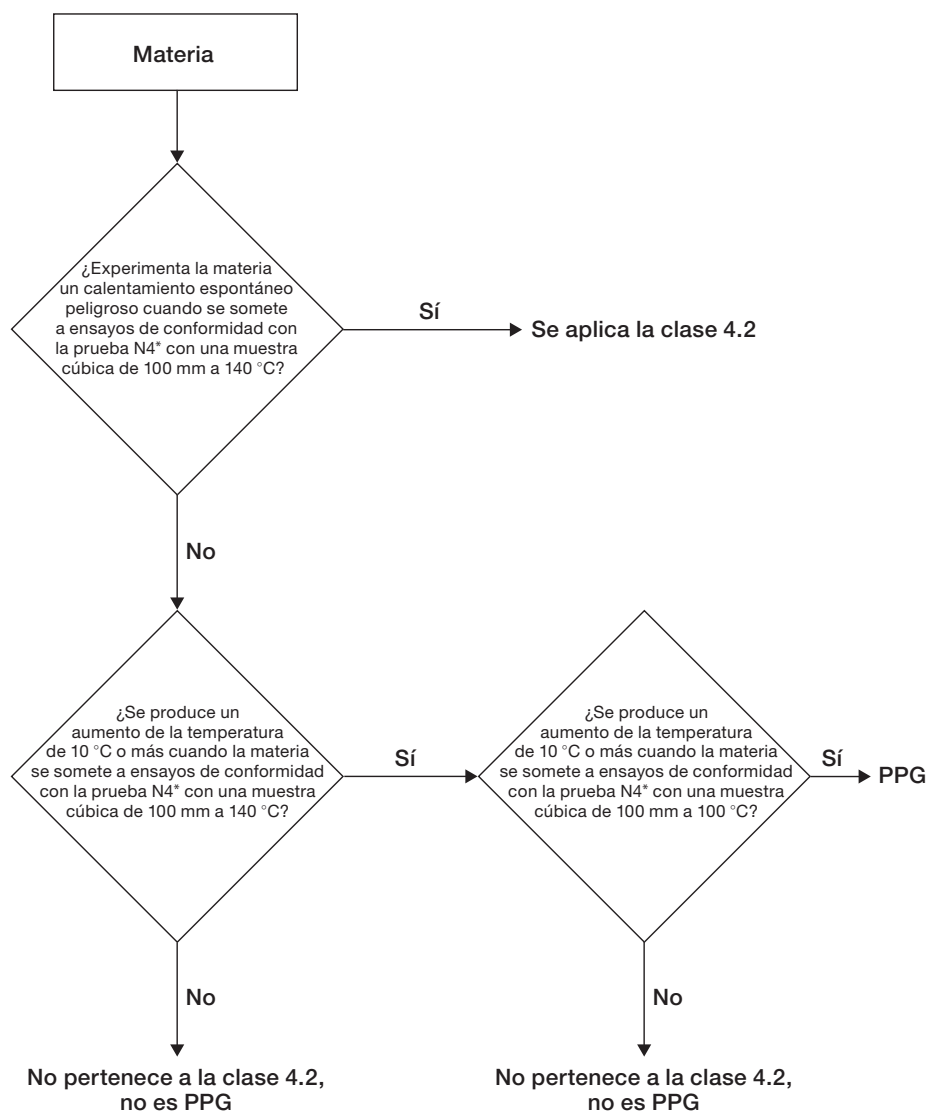 Materia
¿Experimenta la materia
un calentamiento espontáneo
peligroso cuando se somete
a ensayos de conformidad con
la prueba N4* con una muestra
cúbica de 100 mm a 140 °C?
Sí
Se aplica la clase 4.2
No
¿Se produce un
aumento de la temperatura
de 10 °C o más cuando la materia
se somete a ensayos de conformidad
con la prueba N4* con una muestra
cúbica de 100 mm a 140 °C?
Sí
¿Se produce un
aumento de la temperatura
de 10 °C o más cuando la materia
se somete a ensayos de conformidad
con la prueba N4* con una muestra
cúbica de 100 mm a 100 °C?
Sí
PPG
No
No
No pertenece a la clase 4.2,
no es PPG
No pertenece a la clase 4.2,
no es PPG